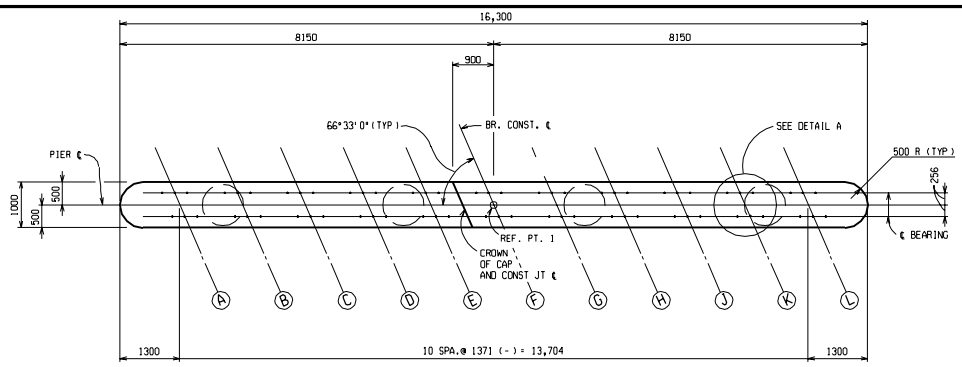 16,300
8150
8150
900
66°33'0" (TYP)
BR. CONST. ℄
SEE DETAIL A
PIER ℄
500 R (TYP)
1000
500
500
256
℄ BEARING
REF. PT. 1
CROWN
OF CAP
AND CONST JT ℄
A
B
C
D
E
F
G
H
J
K
L
1300
10 SPA.@ 1371 (-) = 13,704
1300